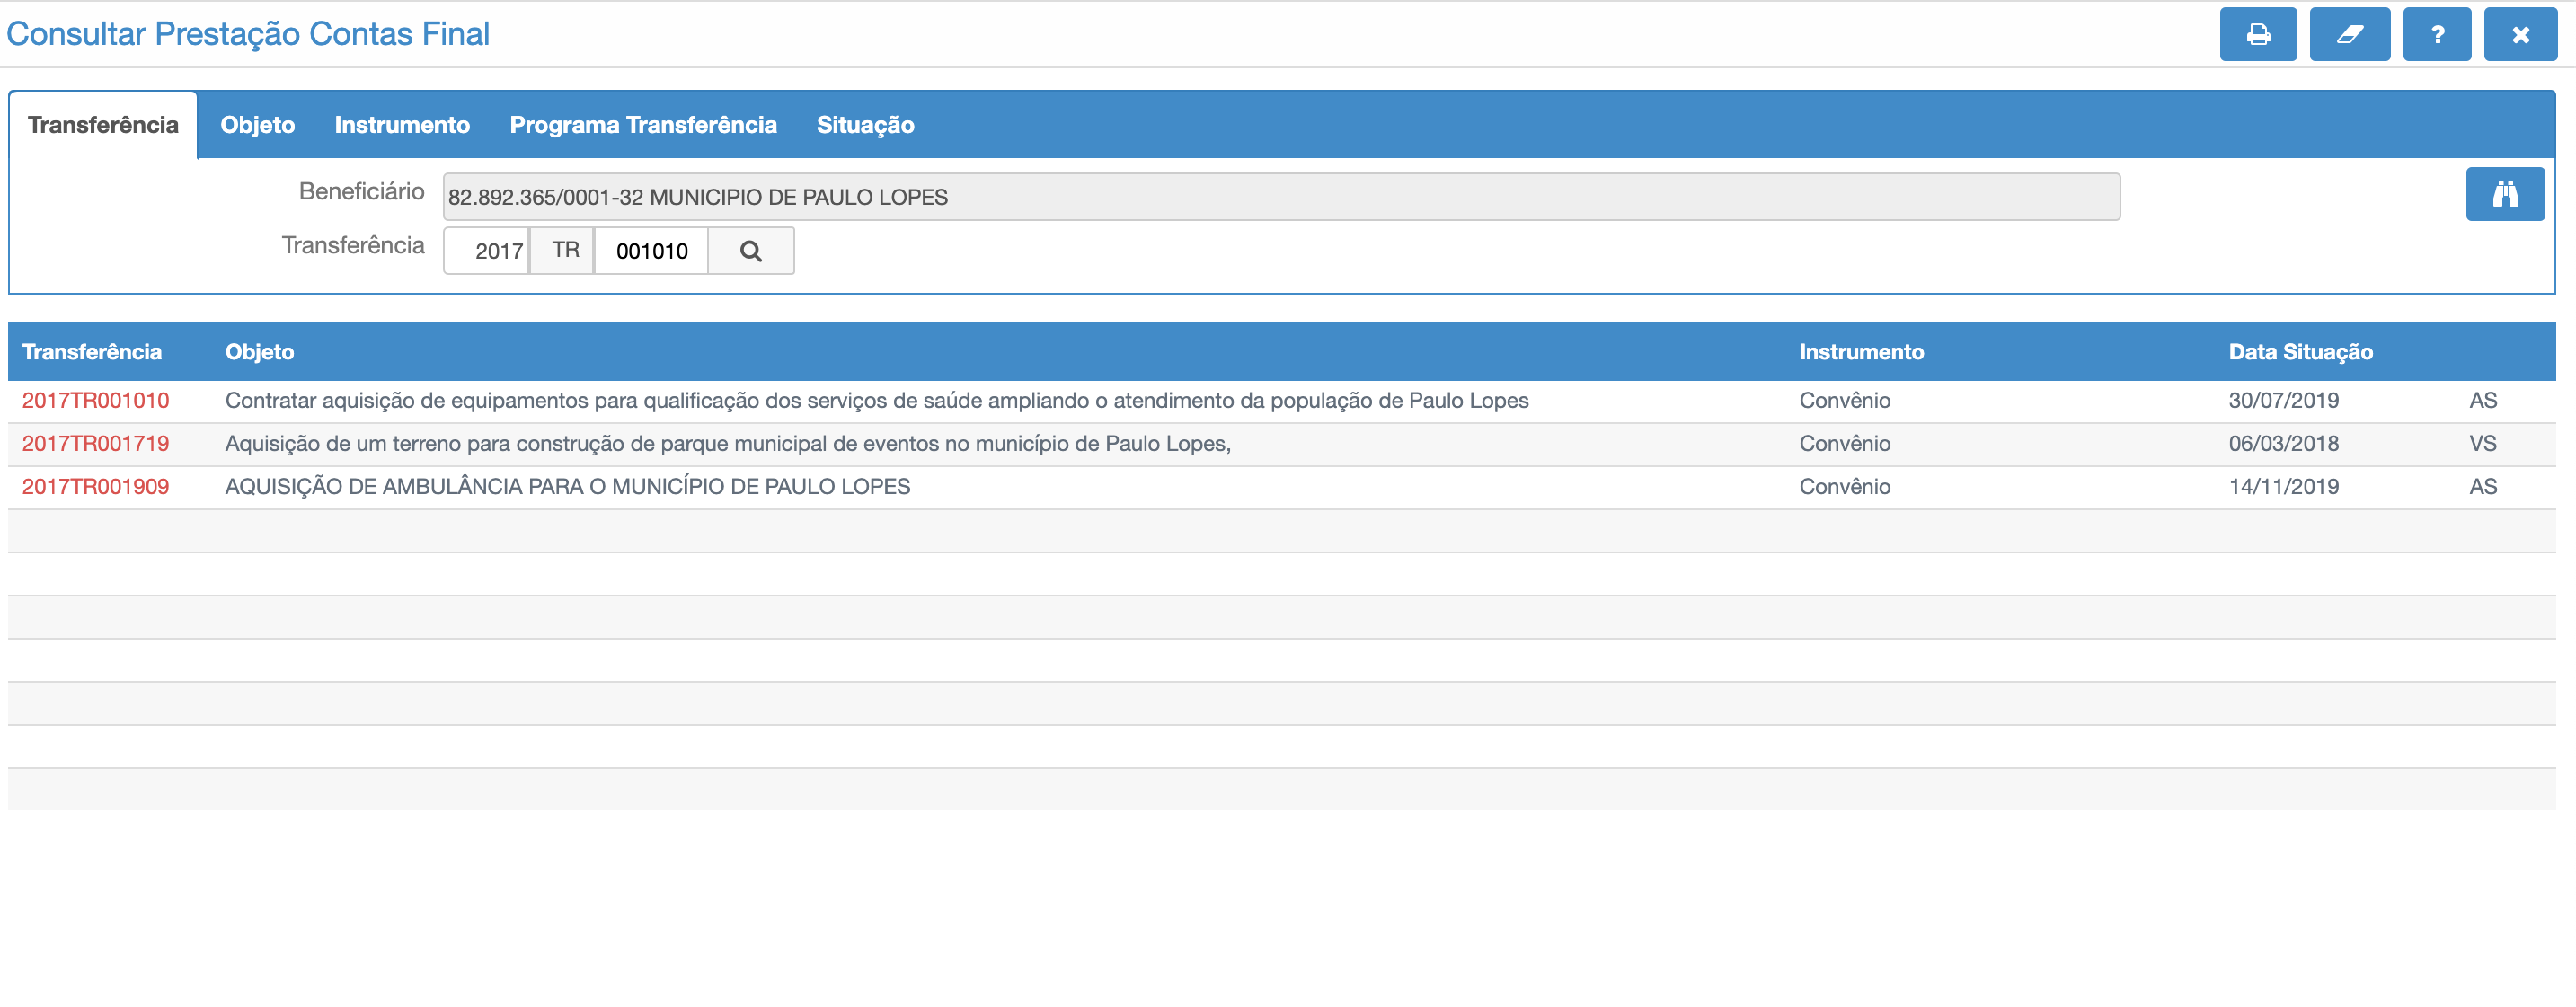 Consultar Prestação Contas Final
?
Transferência Objeto Instrumento Programa Transferência Situação
Beneficiário 82.892.365/0001-32 MUNICIPIO DE PAULO LOPES
Transferência 2017 TR 001010
Transferência Objeto Instrumento Data Situação
2017TR001010 Contratar aquisição de equipamentos para qualificação dos serviços de saúde ampliando o atendimento da população de Paulo Lopes Convênio 30/07/2019 AS
2017TR001719 Aquisição de um terreno para construção de parque municipal de eventos no município de Paulo Lopes, Convênio 06/03/2018 VS
2017TR001909 AQUISIÇÃO DE AMBULÂNCIA PARA O MUNICÍPIO DE PAULO LOPES Convênio 14/11/2019 AS